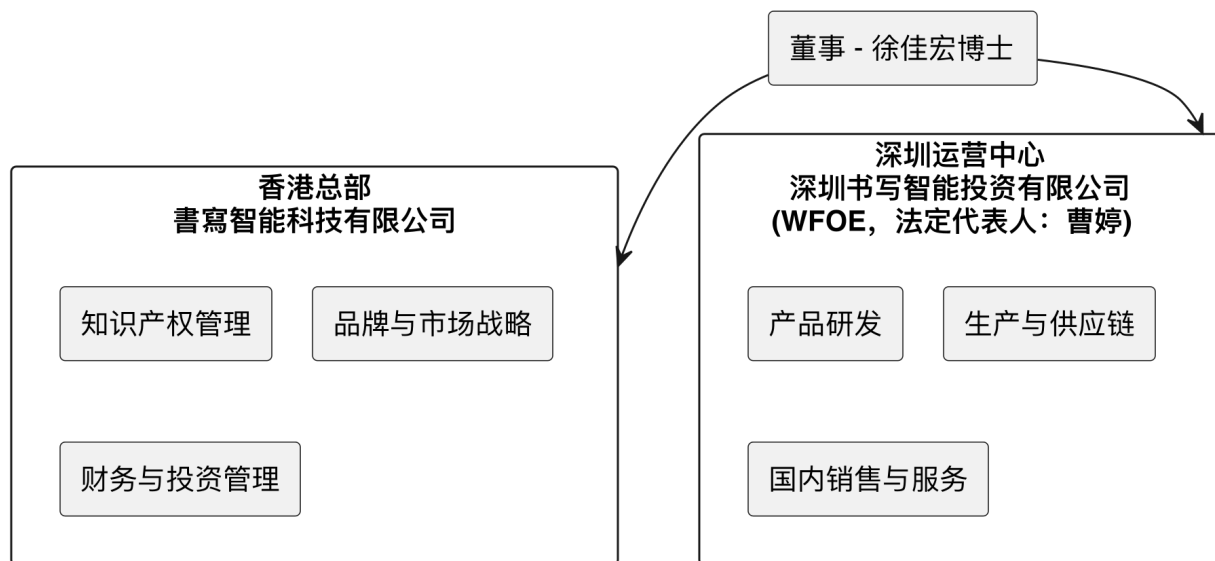 董事 - 徐佳宏博士
香港总部
書寫智能科技有限公司
知识产权管理
品牌与市场战略
财务与投资管理
深圳运营中心
深圳书写智能投资有限公司
(WFOE，法定代表人：曹婷)
产品研发
生产与供应链
国内销售与服务